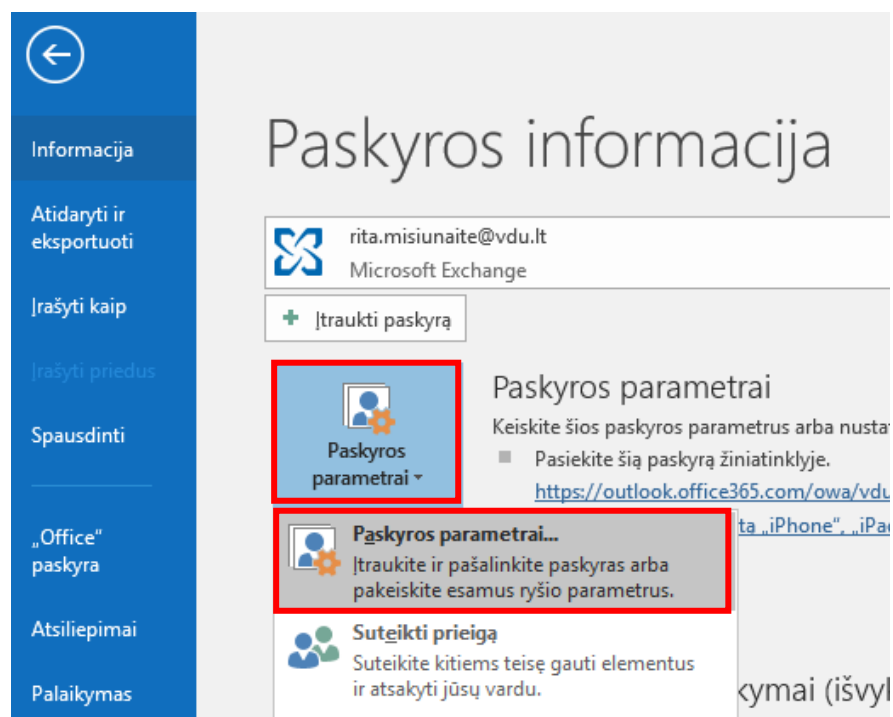 Informacija
Atidaryti ir
eksportuoti
Įrašyti kaip
Įrašyti priedus
Spausdinti
„Office"
paskyra
Atsiliepimai
Palaikymas
Paskyros informacija
rita.misiunaite@vdu.lt
Microsoft Exchange
Įtraukti paskyrą
Paskyros
parametrai
Paskyros parametrai
Keiskite šios paskyros parametrus arba
Pasiekite šią paskyrą žiniatinklyje.
https://outlook.office365.com/owa/vdu
„iPhone", „iPad
Paskyros parametrai...
Įtraukite ir pašalinkite paskyras arba
pakeiskite esamus ryšio parametrus.
Suteikti prieigą
Suteikite kitiems teisę gauti elementus
ir atsakyti jūsų vardu.